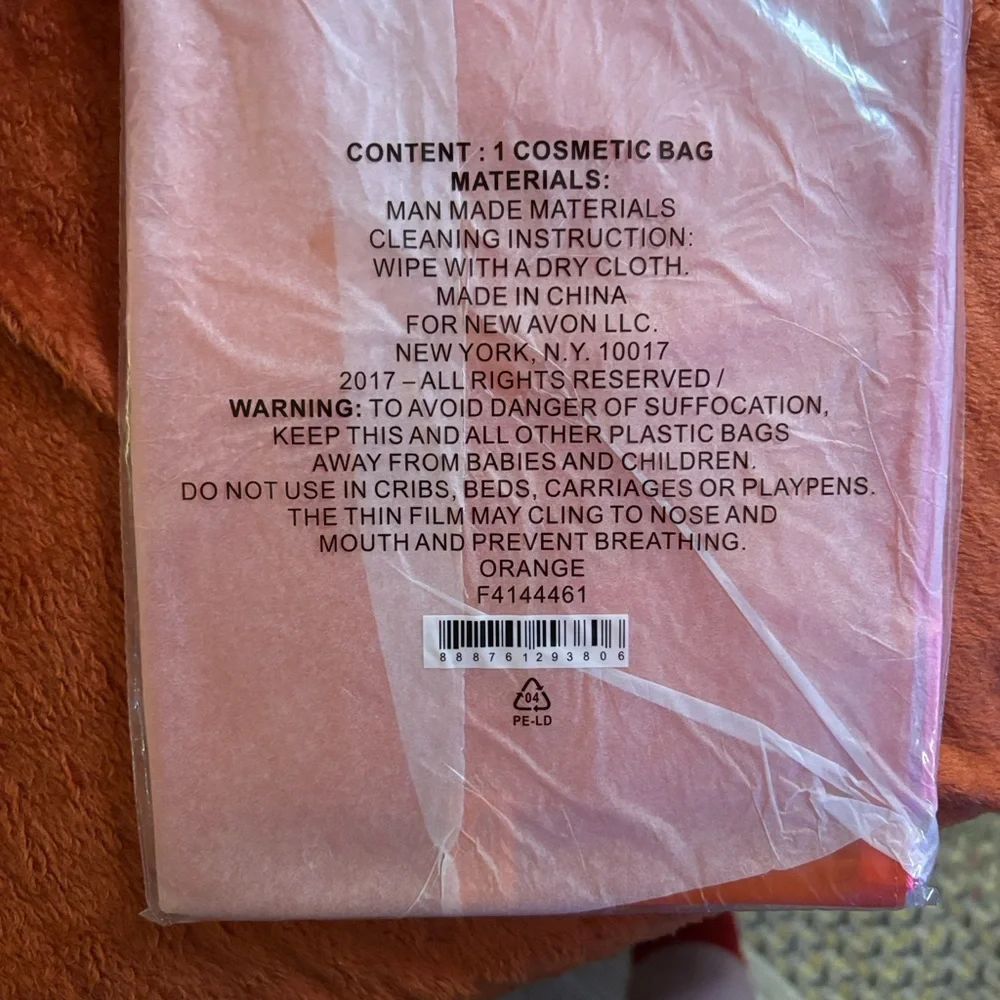 CONTENT : 1 COSMETIC BAG
MATERIALS:
MAN MADE MATERIALS
CLEANING INSTRUCTION:
WIPE WITH A DRY CLOTH.
MADE IN CHINA
FOR NEW AVON LLC.
NEW YORK, N.Y. 10017
2017 – ALL RIGHTS RESERVED /
WARNING: TO AVOID DANGER OF SUFFOCATION,
KEEP THIS AND ALL OTHER PLASTIC BAGS
AWAY FROM BABIES AND CHILDREN.
DO NOT USE IN CRIBS, BEDS, CARRIAGES OR PLAYPENS.
THE THIN FILM MAY CLING TO NOSE AND
MOUTH AND PREVENT BREATHING.
ORANGE
F4144461
888761293806
04
PE-LD